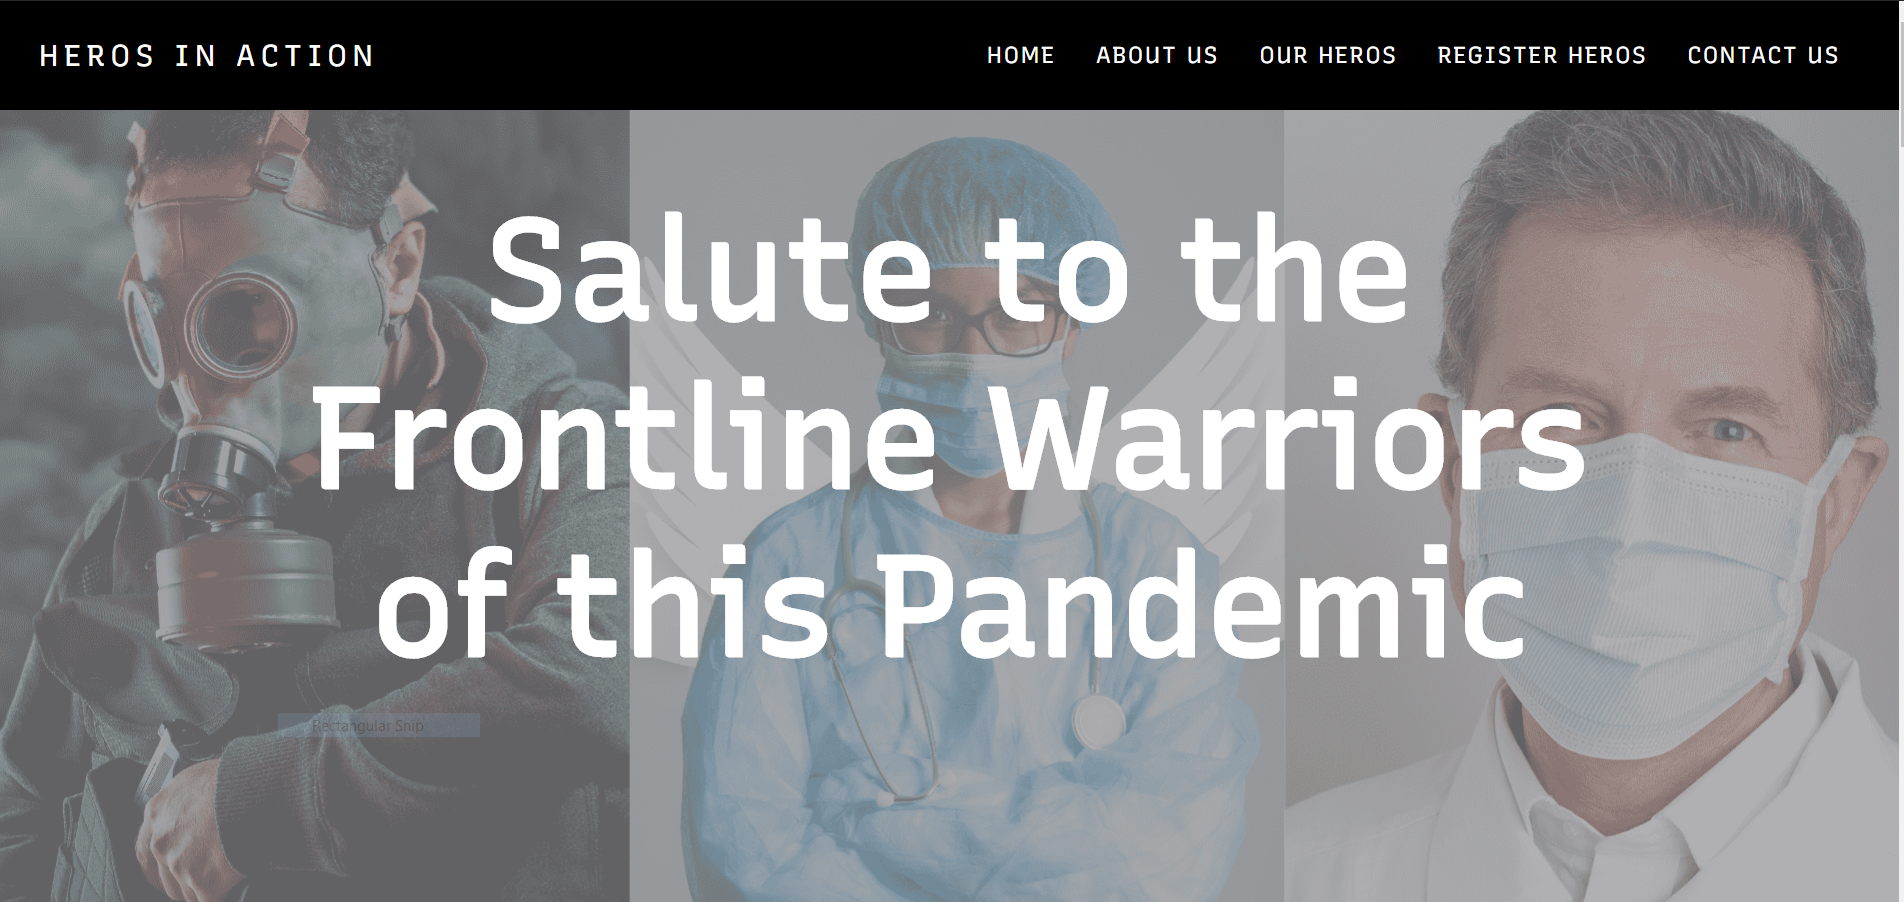 HEROS IN ACTION
HOME ABOUT US OUR HEROS REGISTER HEROS CONTACT US
Salute to the
Frontline Warriors
of this Pandemic
Rectangular Snip